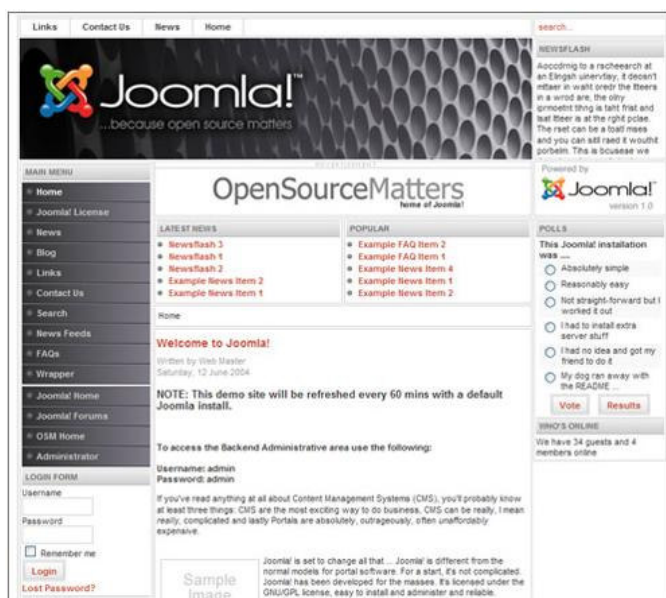 Links Contact Us News Home
search...
Joomla!™
...because open source matters
NEWSFLASH
Aoccdrnig to a rscheearch at
an Elingsh uinervtisy, it deosn't
mttaer in waht oredr the ltteers
in a wrod are, the olny
iprmoetnt tihng is taht frist and
lsat ltteer is at the rghit pclae.
The rset can be a toatl mses
and you can sitll raed it wouthit
porbelm. Tihs is bcuseae we
MAIN MENU
Home
Joomla! License
News
Blog
Links
Contact Us
Search
News Feeds
FAQs
Wrapper
Joomla! Home
Joomla! Forums
OSM Home
Administrator
LOGIN FORM
Username
Password
Remember me
Login
Lost Password?
OpenSourceMatters
home of Joomla!
LATEST NEWS
Newsflash 3
Newsflash 1
Newsflash 2
Example News Item 2
Example News Item 1
POPULAR
Example FAQ Item 2
Example FAQ Item 1
Example News Item 4
Example News Item 1
Example News Item 2
Home
Welcome to Joomla!
Written by Web Master
Saturday, 12 June 2004
NOTE: This demo site will be refreshed every 60 mins with a default
Joomla install.
To access the Backend Administrative area use the following:
Username: admin
Password: admin
If you've read anything at all about Content Management Systems (CMS), you'll probably know
at least three things: CMS are the most exciting way to do business, CMS can be really, I mean
really, complicated and lastly Portals are absolutely, outrageously, often unaffordably
expensive.
Sample
Image
Joomla! is set to change all that ... Joomla! is different from the
normal models for portal software. For a start, it's not complicated.
Joomla! has been developed for the masses. It's licensed under the
GNU/GPL license, easy to install and administer and reliable.
Powered by
Joomla!™
version 1.0
POLLS
This Joomla! installation
was ....
Absolutely simple
Reasonably easy
Not straight-forward but I
worked it out
I had to install extra
server stuff
I had no idea and got my
friend to do it
My dog ran away with
the README ...
Vote Results
WHO'S ONLINE
We have 34 guests and 4
members online